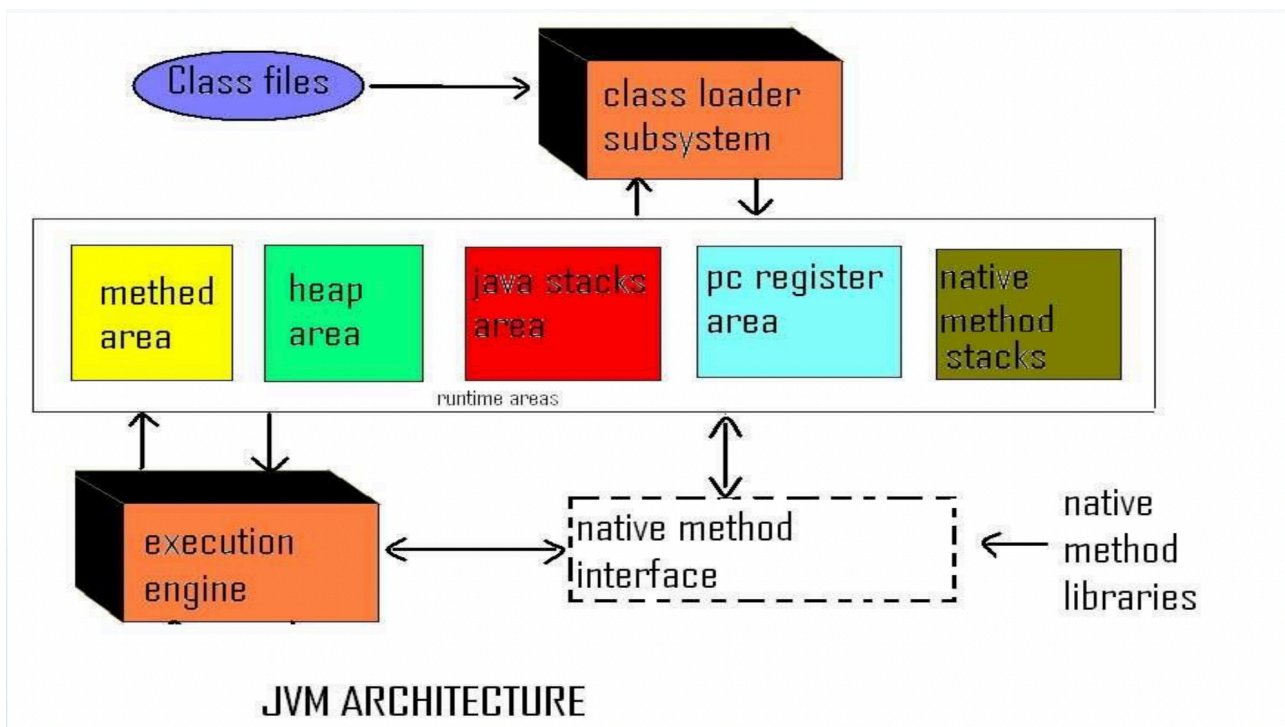 Class files
class loader
subsystem
methed
area
heap
area
java stacks
area
pc register
area
native
method
stacks
runtime areas
execution
engine
native method
interface
native
method
libraries
JVM ARCHITECTURE